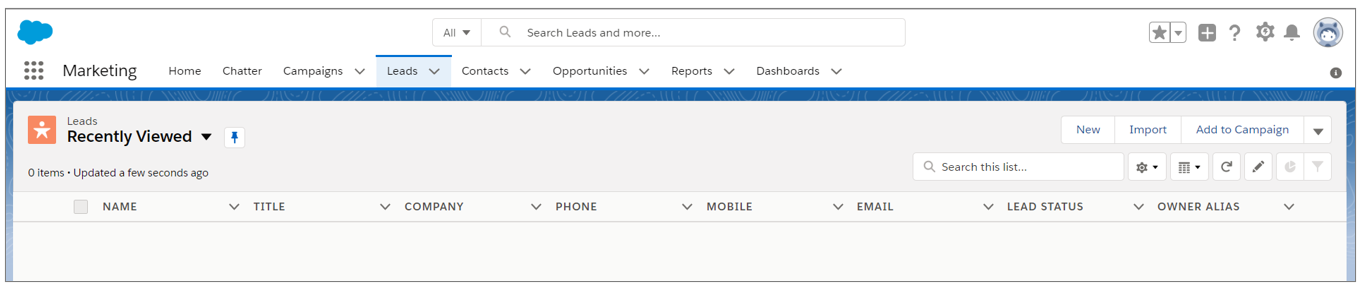 All Search Leads and more...
Marketing Home Chatter Campaigns Leads Contacts Opportunities Reports Dashboards
Leads
Recently Viewed
New Import Add to Campaign
0 items • Updated a few seconds ago
Search this list...
NAME TITLE COMPANY PHONE MOBILE EMAIL LEAD STATUS OWNER ALIAS